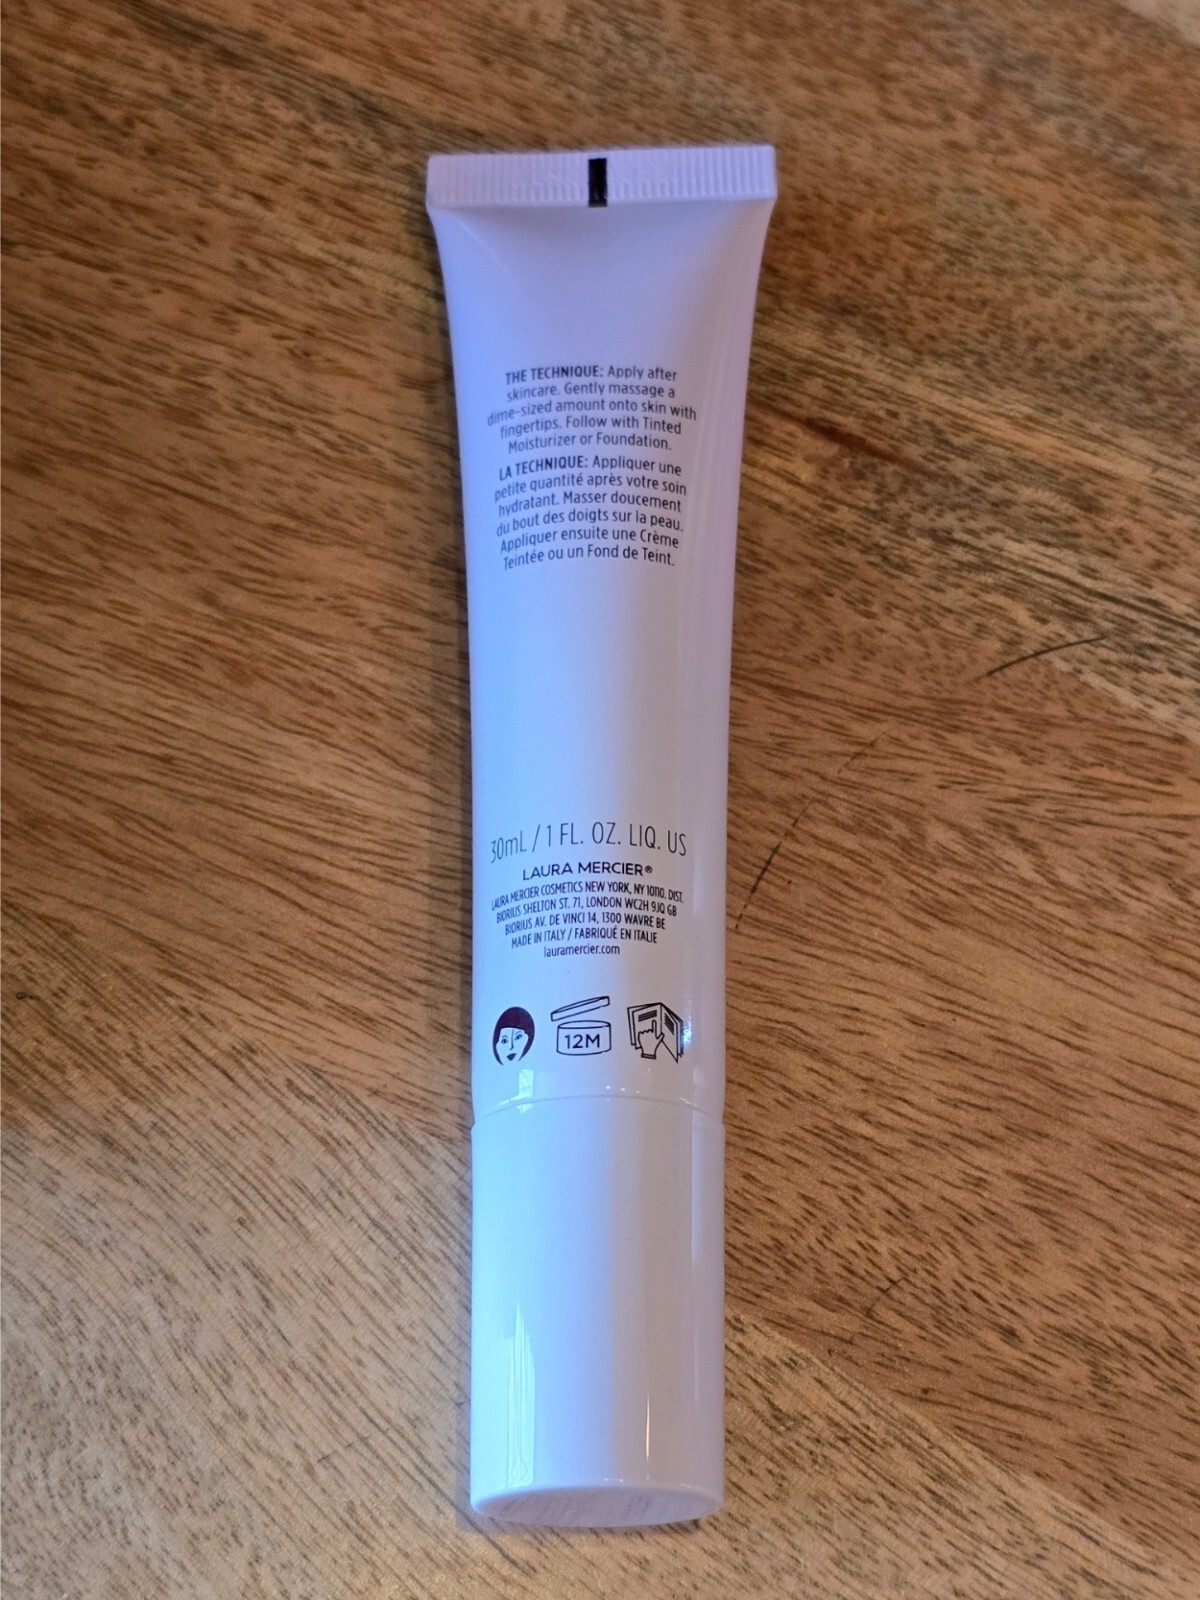 THE TECHNIQUE: Apply after
skincare. Gently massage a
dime-sized amount onto skin with
fingertips. Follow with Tinted
Moisturizer or Foundation.
LA TECHNIQUE: Appliquer une
petite quantité après votre soin
hydratant. Masser doucement
du bout des doigts sur la peau.
Appliquer ensuite une Crème
Teintée ou un Fond de Teint.
30mL / 1 FL. OZ. LIQ. US
LAURA MERCIER®
LAURA MERCIER COSMETICS NEW YORK, NY 10110. DIST.
BIORIUS SHELTON ST. 71, LONDON WC2H 9JQ GB
BIORIUS AV. DE VINCI 14, 1300 WAVRE BE
MADE IN ITALY / FABRIQUÉ EN ITALIE
lauramercier.com
12M